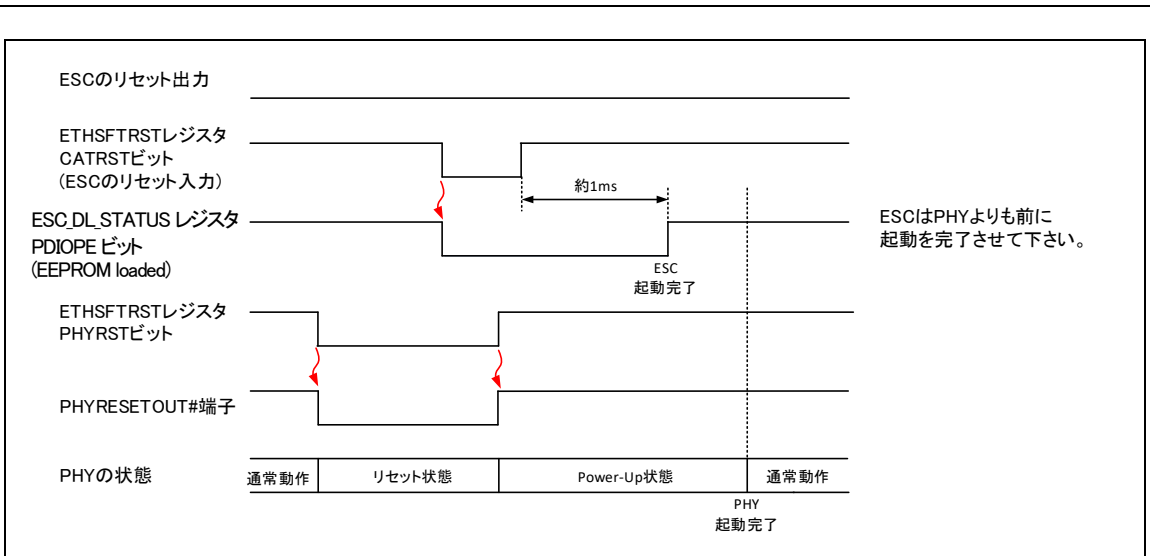 ESCのリセット出力
ETHSFTRSTレジスタ
CATRSTビット
(ESCのリセット入力)
約1ms
ESC_DL_STATUS レジスタ
PDIOPE ビット
(EEPROM loaded)
ESCはPHYよりも前に
起動を完了させて下さい。
ESC
起動完了
ETHSFTRSTレジスタ
PHYRSTビット
PHYRESETOUT#端子
PHYの状態
通常動作
リセット状態
Power-Up状態
通常動作
PHY
起動完了